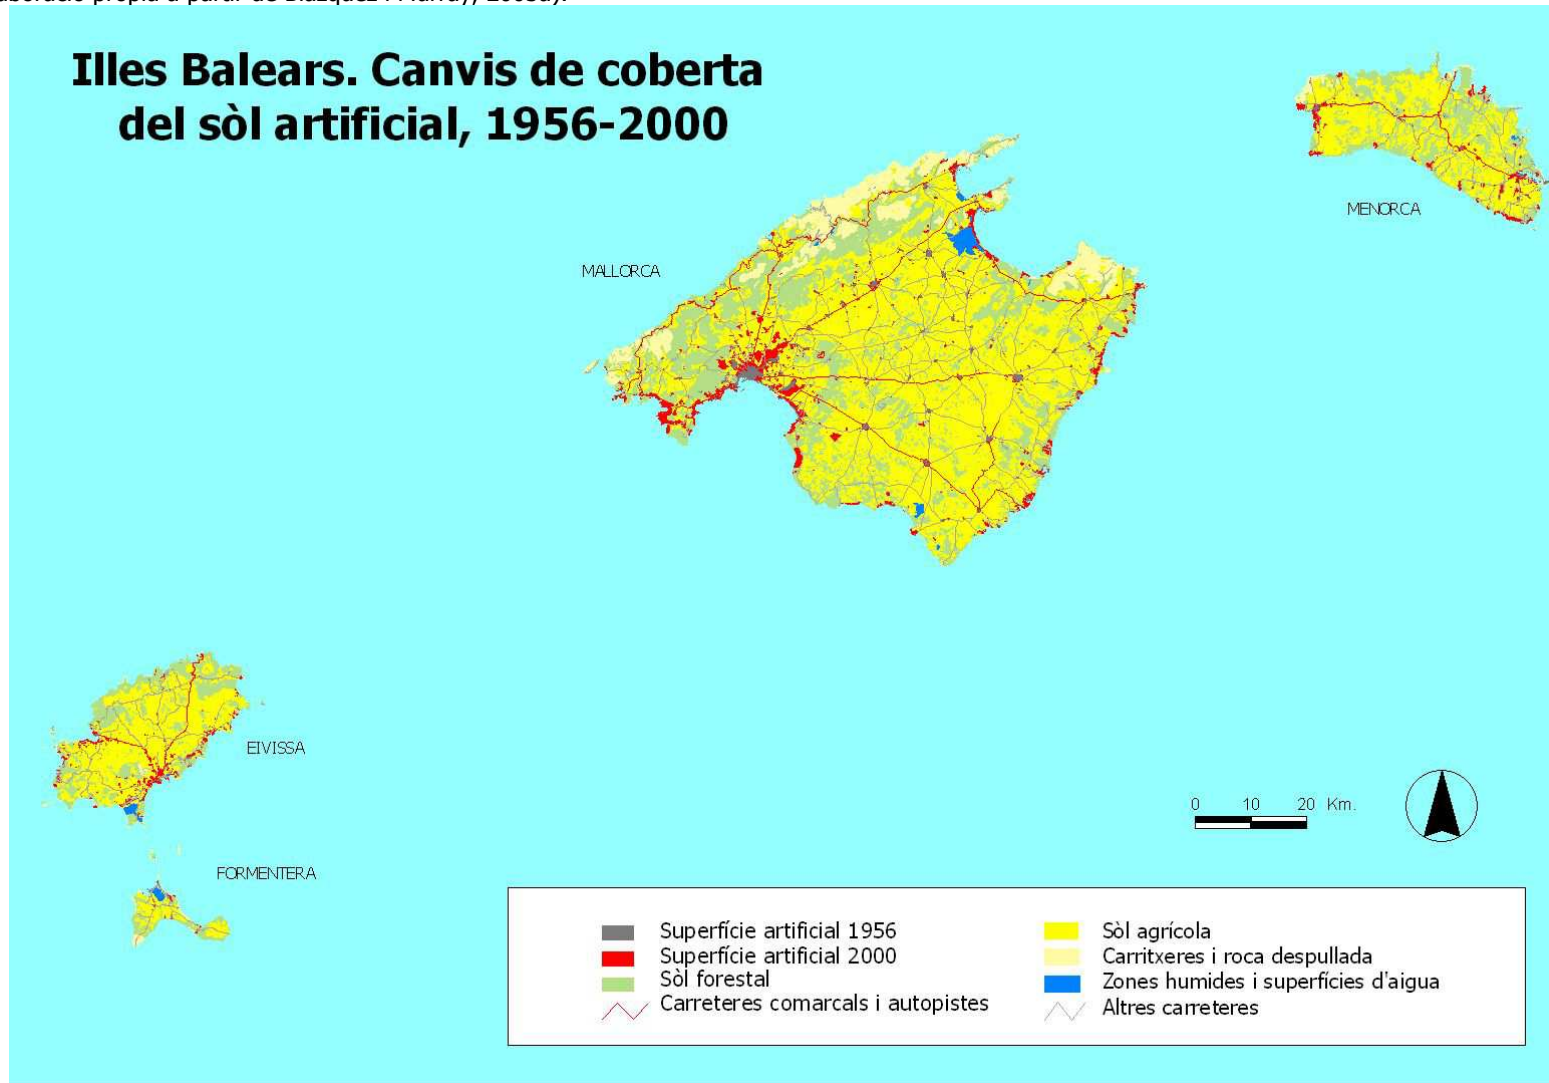 Illes Balears. Canvis de coberta
del sòl artificial, 1956-2000
MENORCA
MALLORCA
EIVISSA
FORMENTERA
0 10 20 Km.
Superfície artificial 1956
Superfície artificial 2000
Sòl forestal
Carreteres comarcals i autopistes
Sòl agrícola
Carritxeres i roca despullada
Zones humides i superfícies d'aigua
Altres carreteres